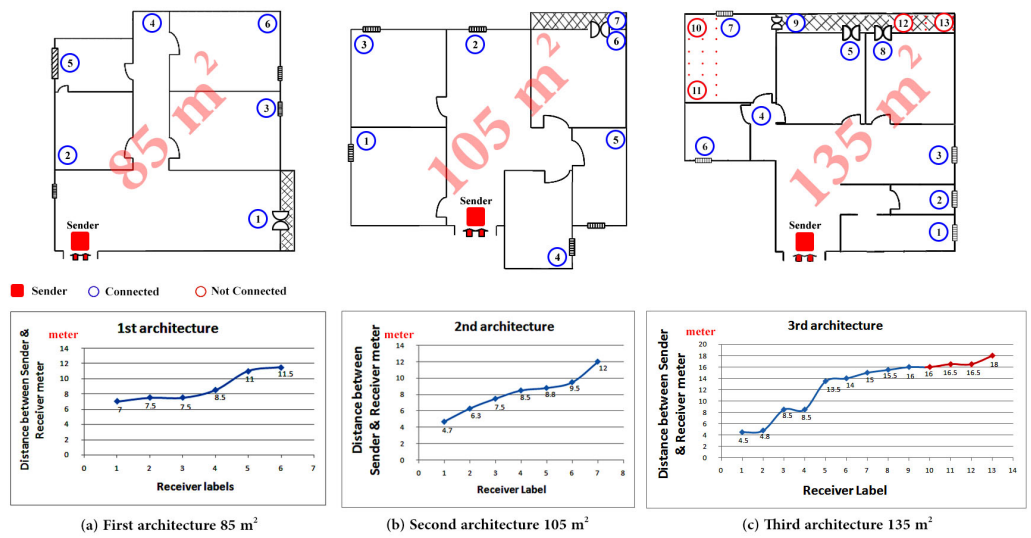 4
6
5
3
2
1
Sender
85 m²
7
3
2
6
1
5
105 m²
Sender
4
10
7
9
12
13
5
8
11
4
6
3
2
1
135 m²
Sender
Sender
Connected
Not Connected
1st architecture
meter
Distance between Sender &
Receiver meter
14
12
10
8
6
4
2
0
7
7.5
7.5
8.5
11
11.5
0 1 2 3 4 5 6 7
Receiver labels
2nd architecture
meter
Distance between
Sender & Receiver meter
14
12
10
8
6
4
2
0
4.7
6.3
7.5
8.5
8.8
9.5
12
0 1 2 3 4 5 6 7 8
Receiver Label
3rd architecture
meter
Distance between Sender
& Receiver meter
20
18
16
14
12
10
8
6
4
2
0
4.5
4.8
8.5
8.5
13.5
14
15
15.5
16
16
16.5
16.5
18
0 1 2 3 4 5 6 7 8 9 10 11 12 13 14
Receiver Label
(a) First architecture 85 m²
(b) Second architecture 105 m²
(c) Third architecture 135 m²